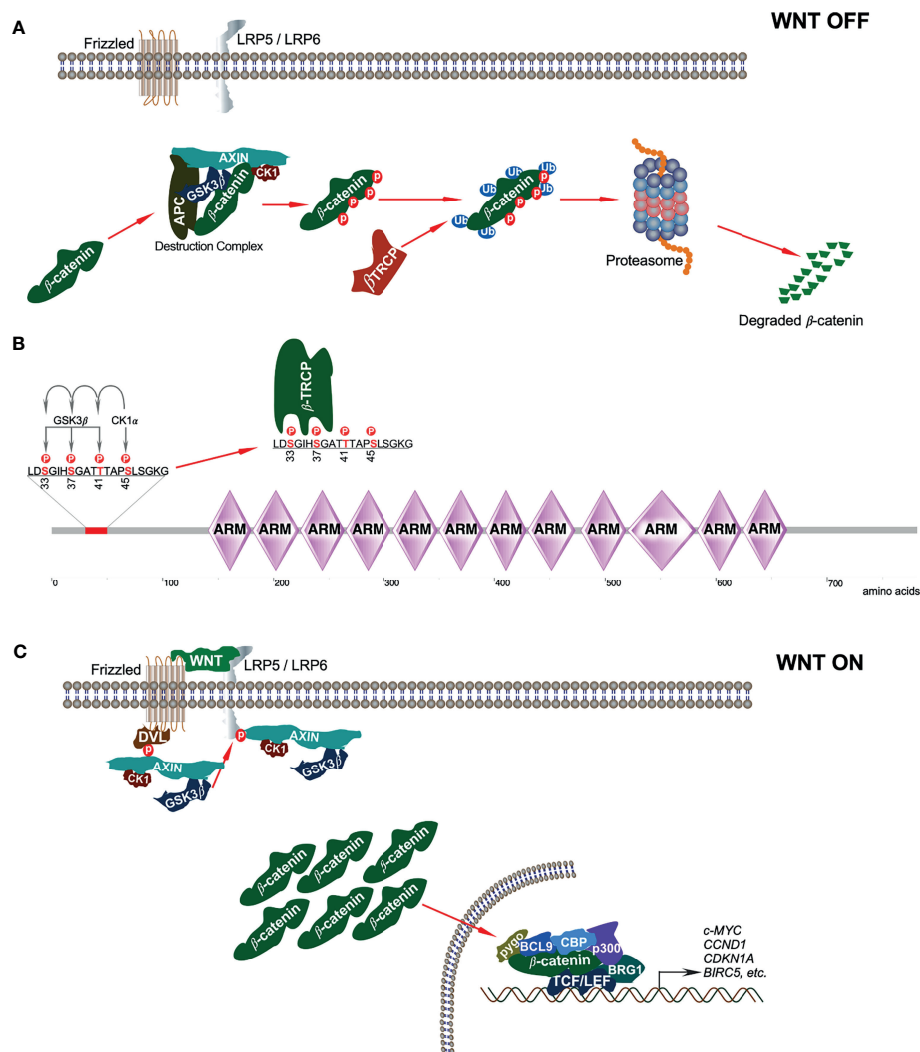 A
WNT OFF
Frizzled
LRP5 / LRP6
AXIN
APC
GSK3β
β-catenin
CK1
Destruction Complex
β-catenin
β-catenin
P
P
P
P
βTRCP
β-catenin
Ub
Ub
Ub
Ub
Ub
P
P
P
P
Proteasome
Degraded β-catenin
B
GSK3β
CK1α
P P P P
LDSGIHSGATTTAPSLSGKG
33 37 41 45
β-TRCP
P P P P
LDSGIHSGATTTAPSLSGKG
33 37 41 45
ARM ARM ARM ARM ARM ARM ARM ARM ARM ARM ARM
0 100 200 300 400 500 600 700
amino acids
C
WNT ON
Frizzled
WNT
LRP5 / LRP6
DVL
P
AXIN
CK1
GSK3β
P
AXIN
CK1
GSK3β
β-catenin
β-catenin
β-catenin
β-catenin
β-catenin
β-catenin
pygo
BCL9
CBP
p300
β-catenin
BRG1
TCF/LEF
c-MYC
CCND1
CDKN1A
BIRC5, etc.